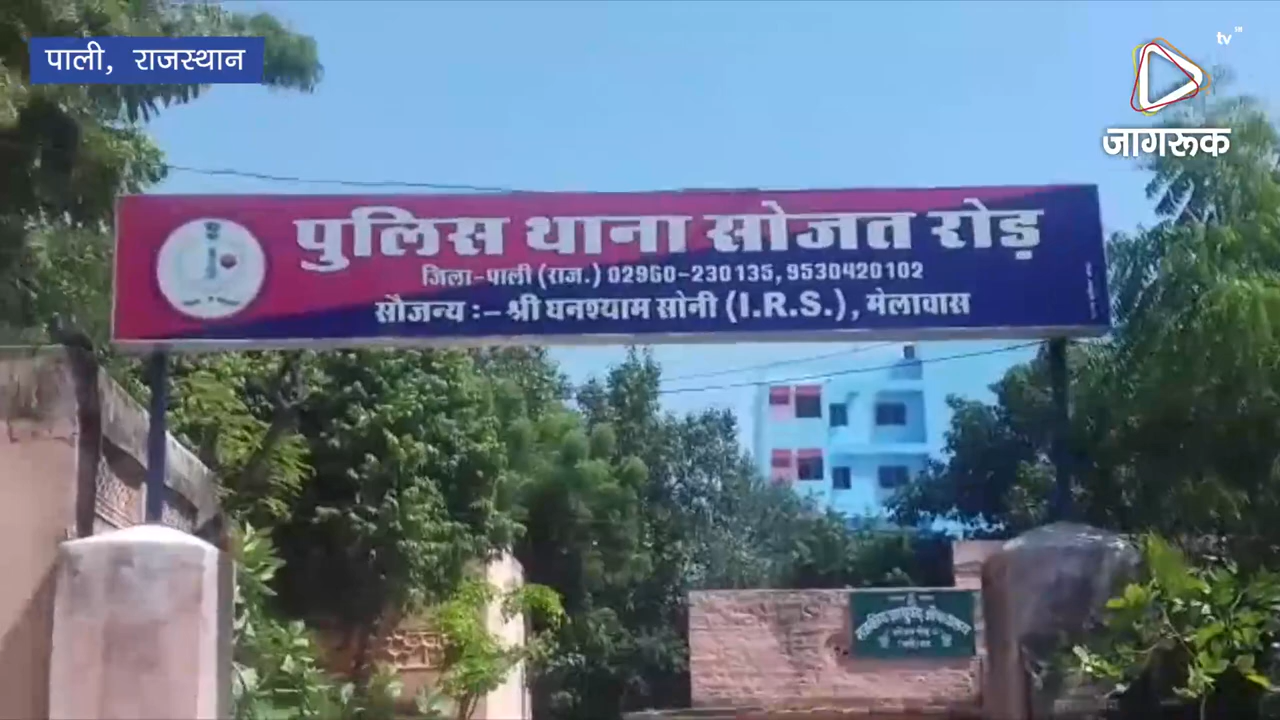 पाली, राजस्थान
tv
जागरूक
पुलिस थाना सोजत रोड़
जिला-पाली (राज.) 02960-230135, 9530420102
सौजन्य :- श्री घनश्याम सोनी (I.R.S.), मेलावास